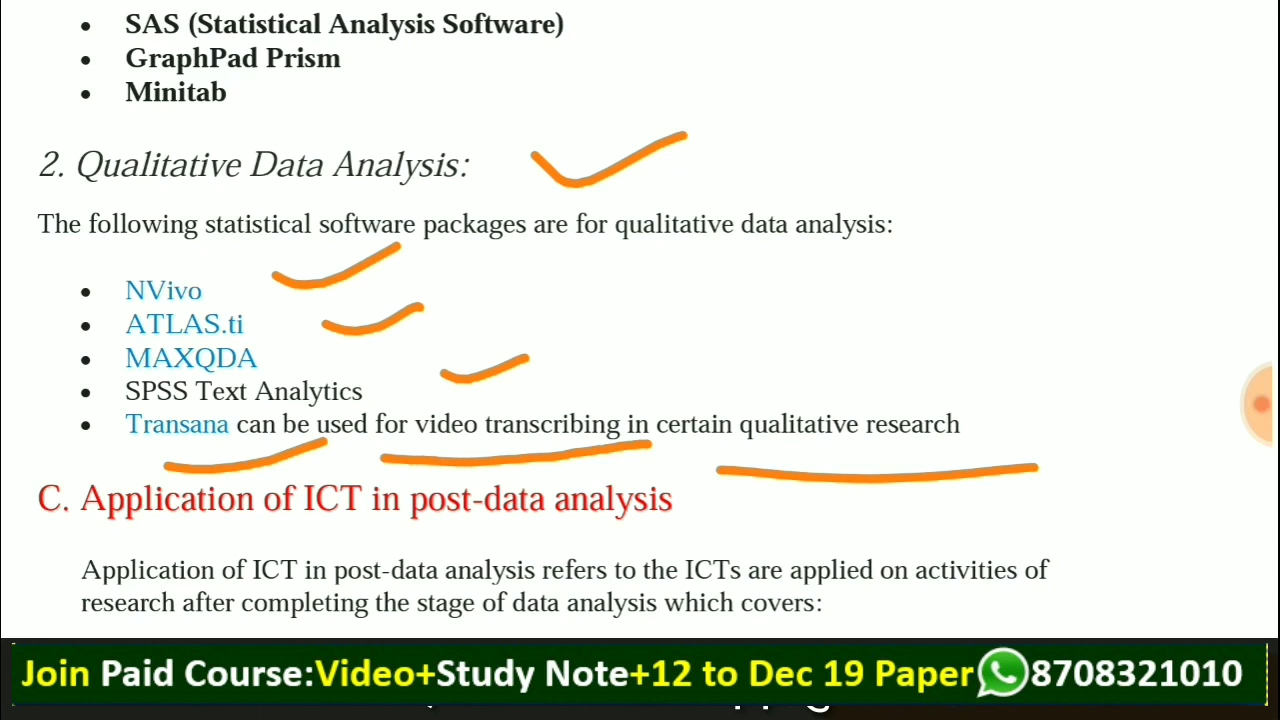 • SAS (Statistical Analysis Software)
• GraphPad Prism
• Minitab
2. Qualitative Data Analysis:
The following statistical software packages are for qualitative data analysis:
• NVivo
• ATLAS.ti
• MAXQDA
• SPSS Text Analytics
• Transana can be used for video transcribing in certain qualitative research
C. Application of ICT in post-data analysis
Application of ICT in post-data analysis refers to the ICTs are applied on activities of
research after completing the stage of data analysis which covers:
Join Paid Course:Video+Study Note+12 to Dec 19 Paper 8708321010